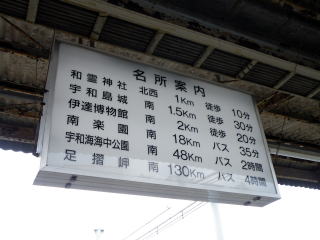 名所案内
和霊神社 北西 1Km 徒歩 10分
宇和島城 南 1.5Km 徒歩 30分
伊達博物館 南 2Km 徒歩 20分
南楽園 南 18Km バス 35分
宇和海海中公園 南 48Km バス 2時間
足摺岬 南 130Km バス 4時間